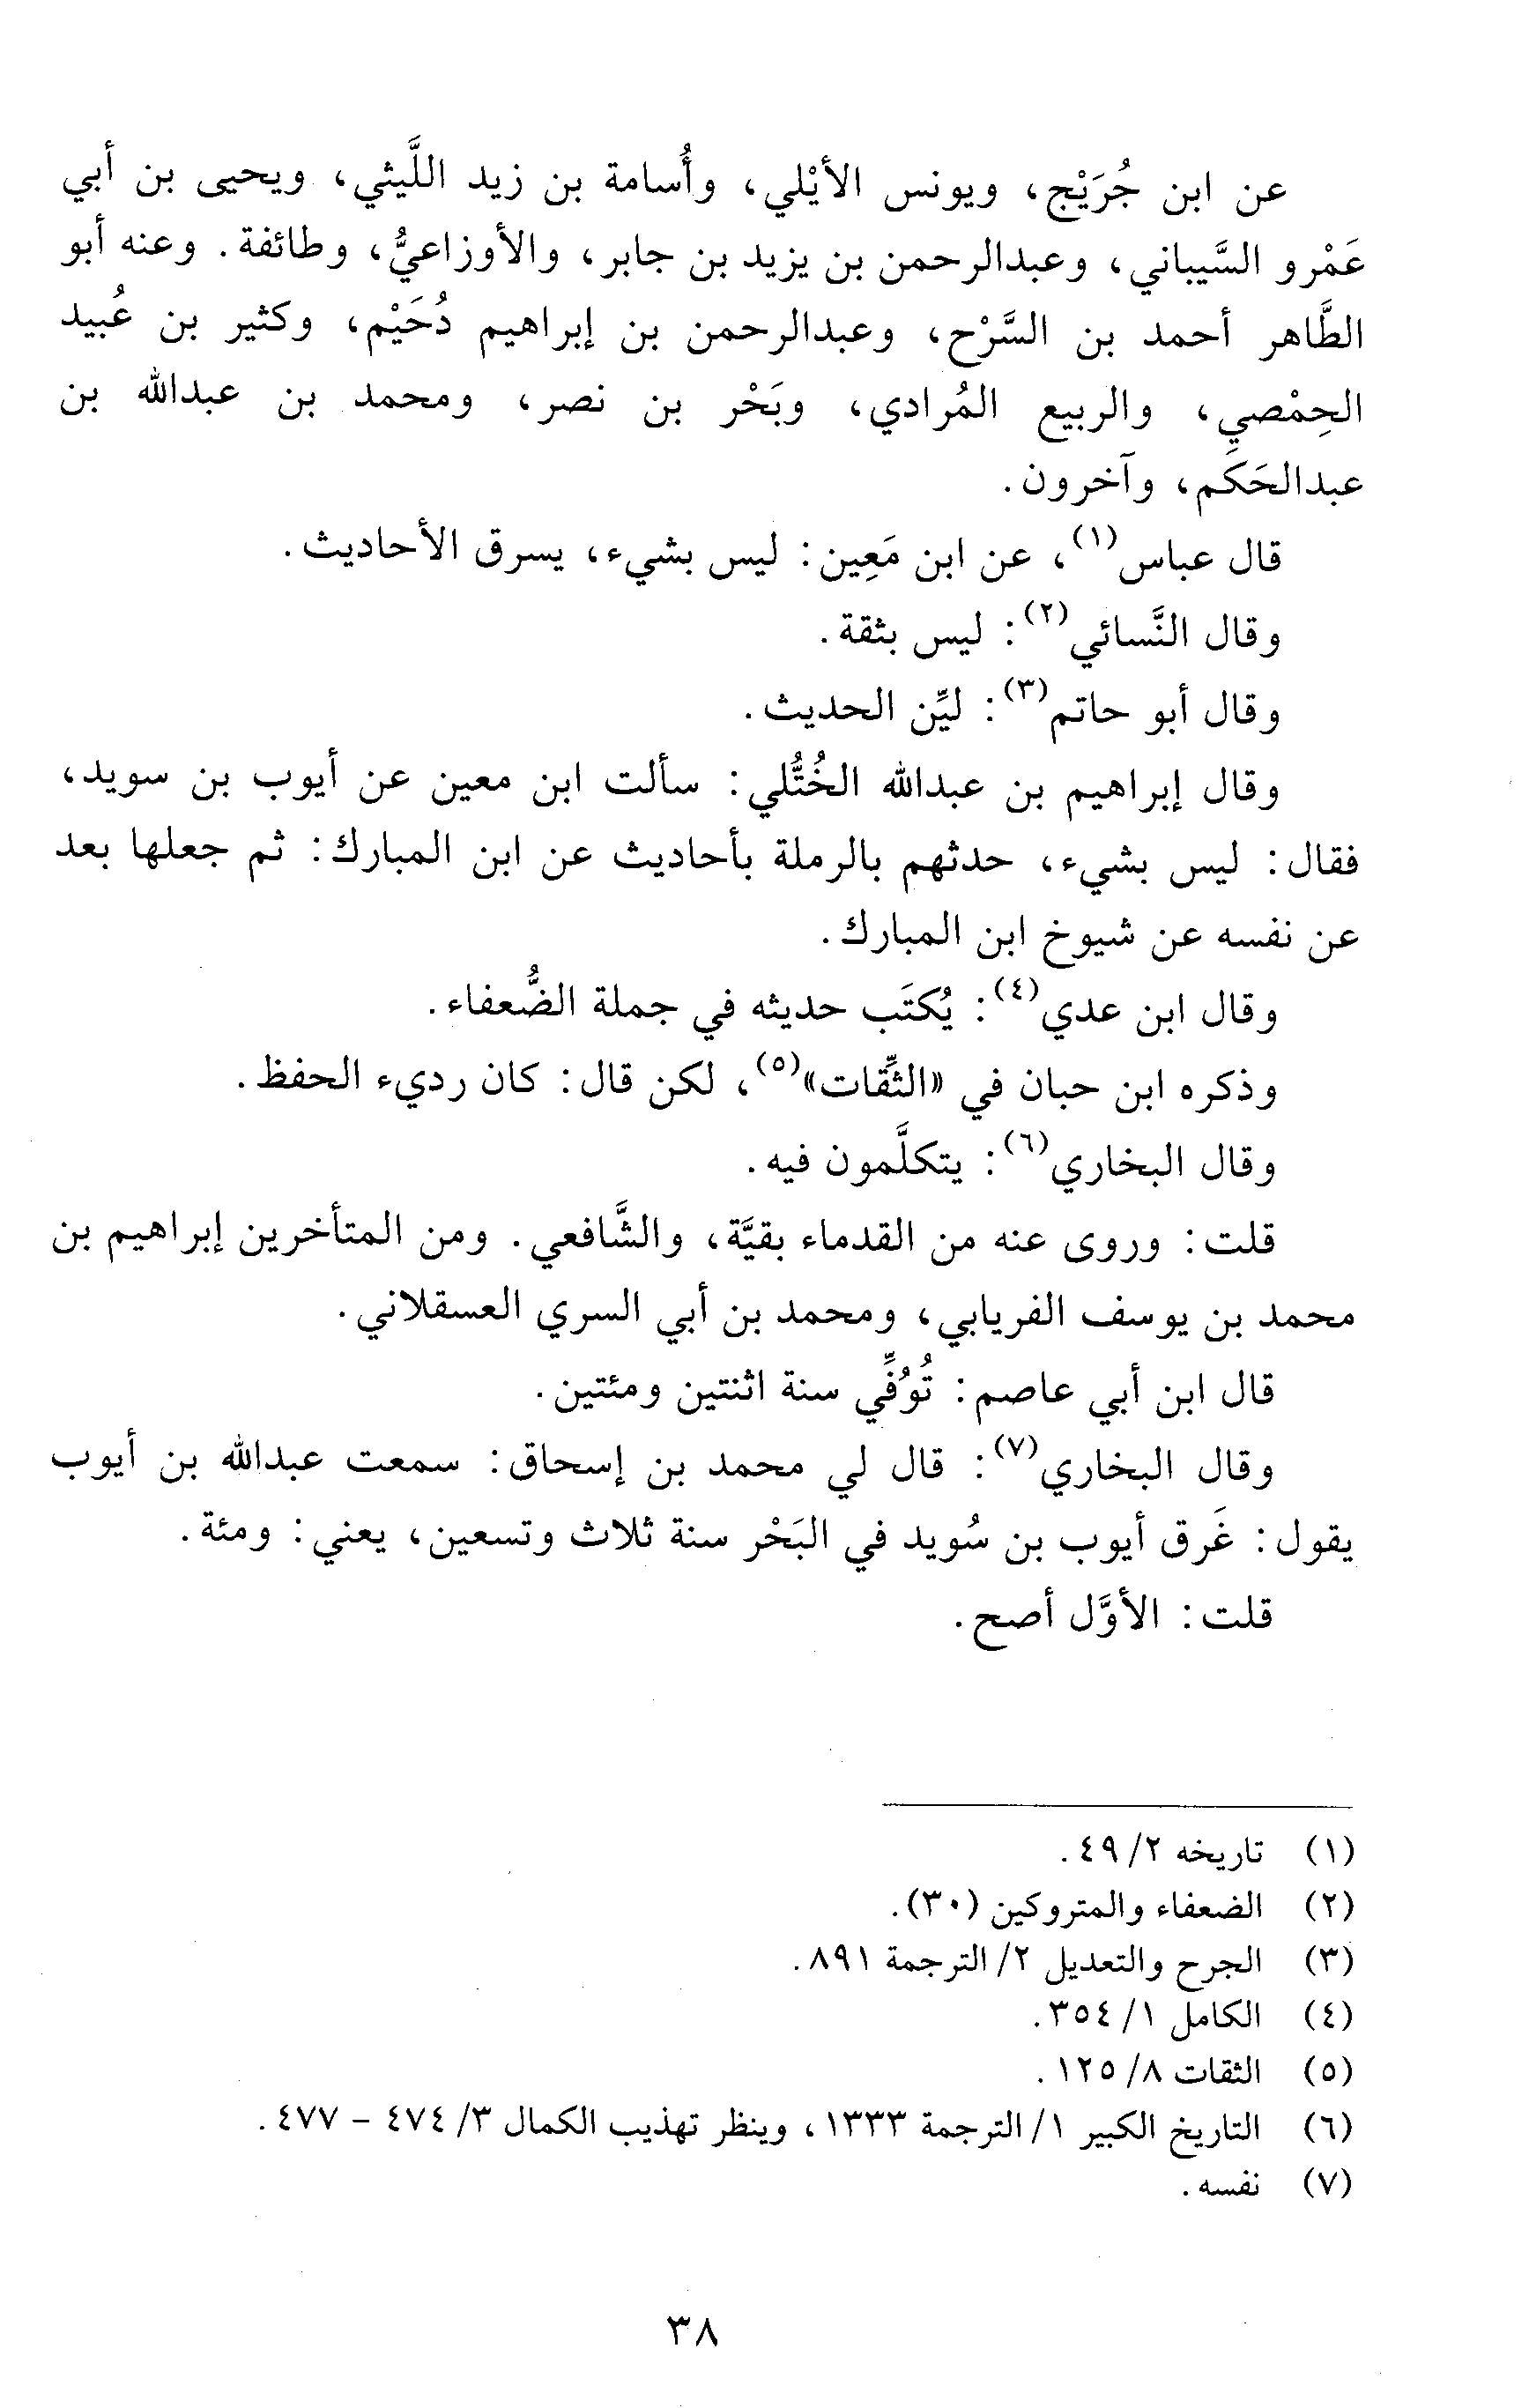 عن ابن جُرَيْج، ويونس الأيْلي، وأُسامة بن زيد اللَّيثي، ويحيى بن أبي
عَمْرو السَّيباني، وعبدالرحمن بن يزيد بن جابر، والأوزاعيُّ، وطائفة. وعنه أبو
الطَّاهر أحمد بن السَّرْح، وعبدالرحمن بن إبراهيم دُحَيْم، وكثير بن عُبيد
الحِمْصي، والربيع المُرادي، وبَحْر بن نصر، ومحمد بن عبدالله بن
عبدالحَكَم، وآخرون.
قال عباس(١)، عن ابن مَعِين: ليس بشيء، يسرق الأحاديث.
وقال النَّسائي(٢): ليس بثقة.
وقال أبو حاتم(٣): ليِّن الحديث.
وقال إبراهيم بن عبدالله الخُتُّلي: سألت ابن معين عن أيوب بن سويد،
فقال: ليس بشيء، حدثهم بالرملة بأحاديث عن ابن المبارك: ثم جعلها بعد
عن نفسه عن شيوخ ابن المبارك.
وقال ابن عدي(٤): يُكتَب حديثه في جملة الضُّعفاء.
وذكره ابن حبان في «الثِّقات»(٥)، لكن قال: كان رديء الحفظ.
وقال البخاري(٦): يتكلَّمون فيه.
قلت: وروى عنه من القدماء بقيَّة، والشَّافعي. ومن المتأخرين إبراهيم بن
محمد بن يوسف الفريابي، ومحمد بن أبي السري العسقلاني.
قال ابن أبي عاصم: تُوُفِّي سنة اثنتين ومئتين.
وقال البخاري(٧): قال لي محمد بن إسحاق: سمعت عبدالله بن أيوب
يقول: غَرق أيوب بن سُويد في البَحْر سنة ثلاث وتسعين، يعني: ومئة.
قلت: الأوَّل أصح.
(١) تاريخه ٢/ ٤٩.
(٢) الضعفاء والمتروكين (٣٠).
(٣) الجرح والتعديل ٢/ الترجمة ٨٩١.
(٤) الكامل ١/ ٣٥٤.
(٥) الثقات ٨/ ١٢٥.
(٦) التاريخ الكبير ١/ الترجمة ١٣٣٣، وينظر تهذيب الكمال ٣/ ٤٧٤ - ٤٧٧.
(٧) نفسه.
٣٨